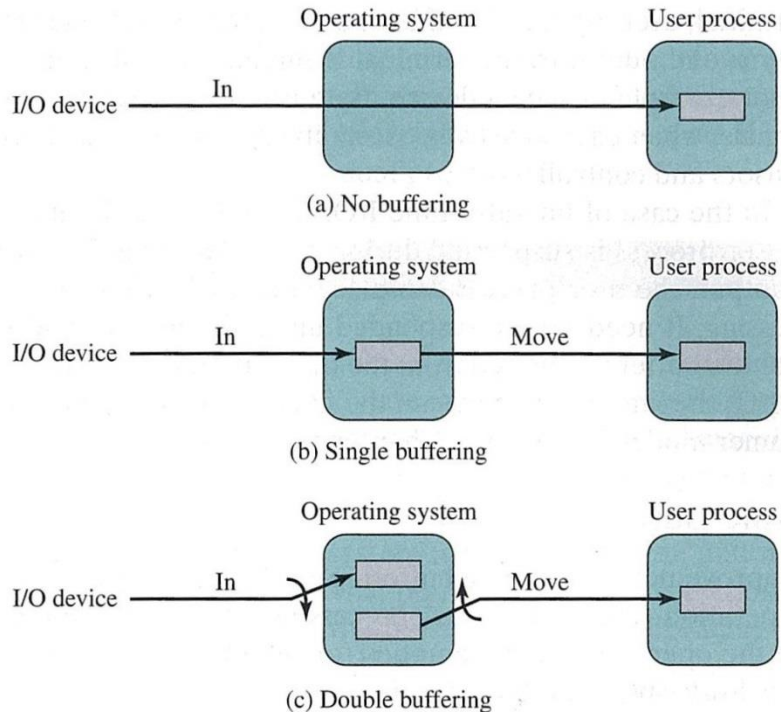 Operating system User process
In
I/O device
(a) No buffering
Operating system User process
In Move
I/O device
(b) Single buffering
Operating system User process
In Move
I/O device
(c) Double buffering